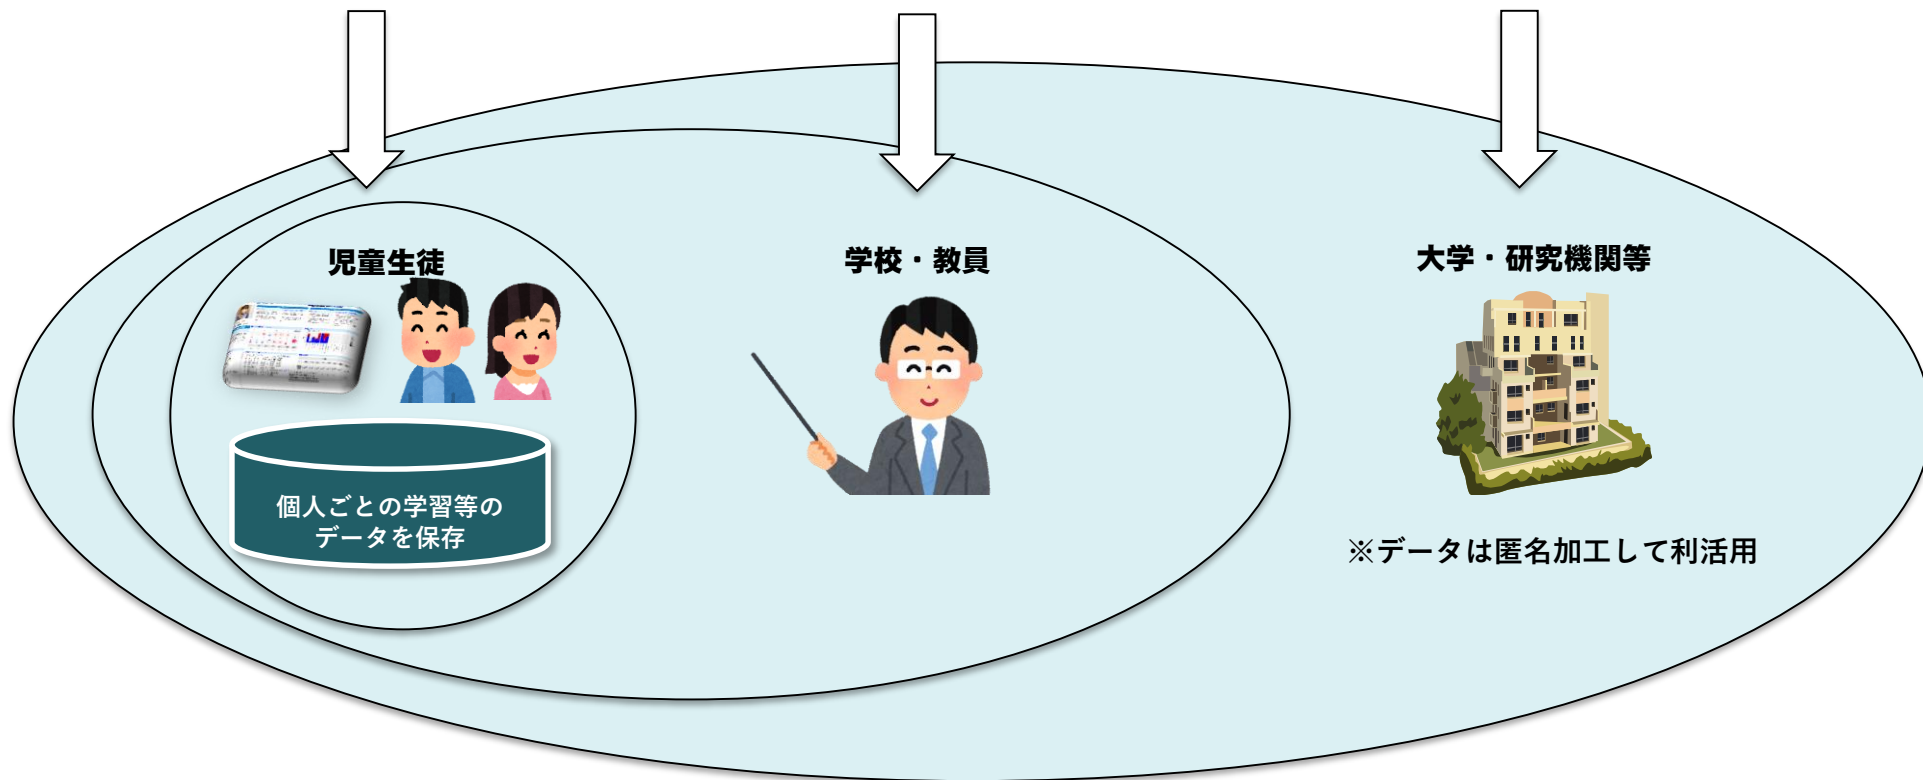 児童生徒
学校・教員
大学・研究機関等
個人ごとの学習等の
データを保存
※データは匿名加工して利活用